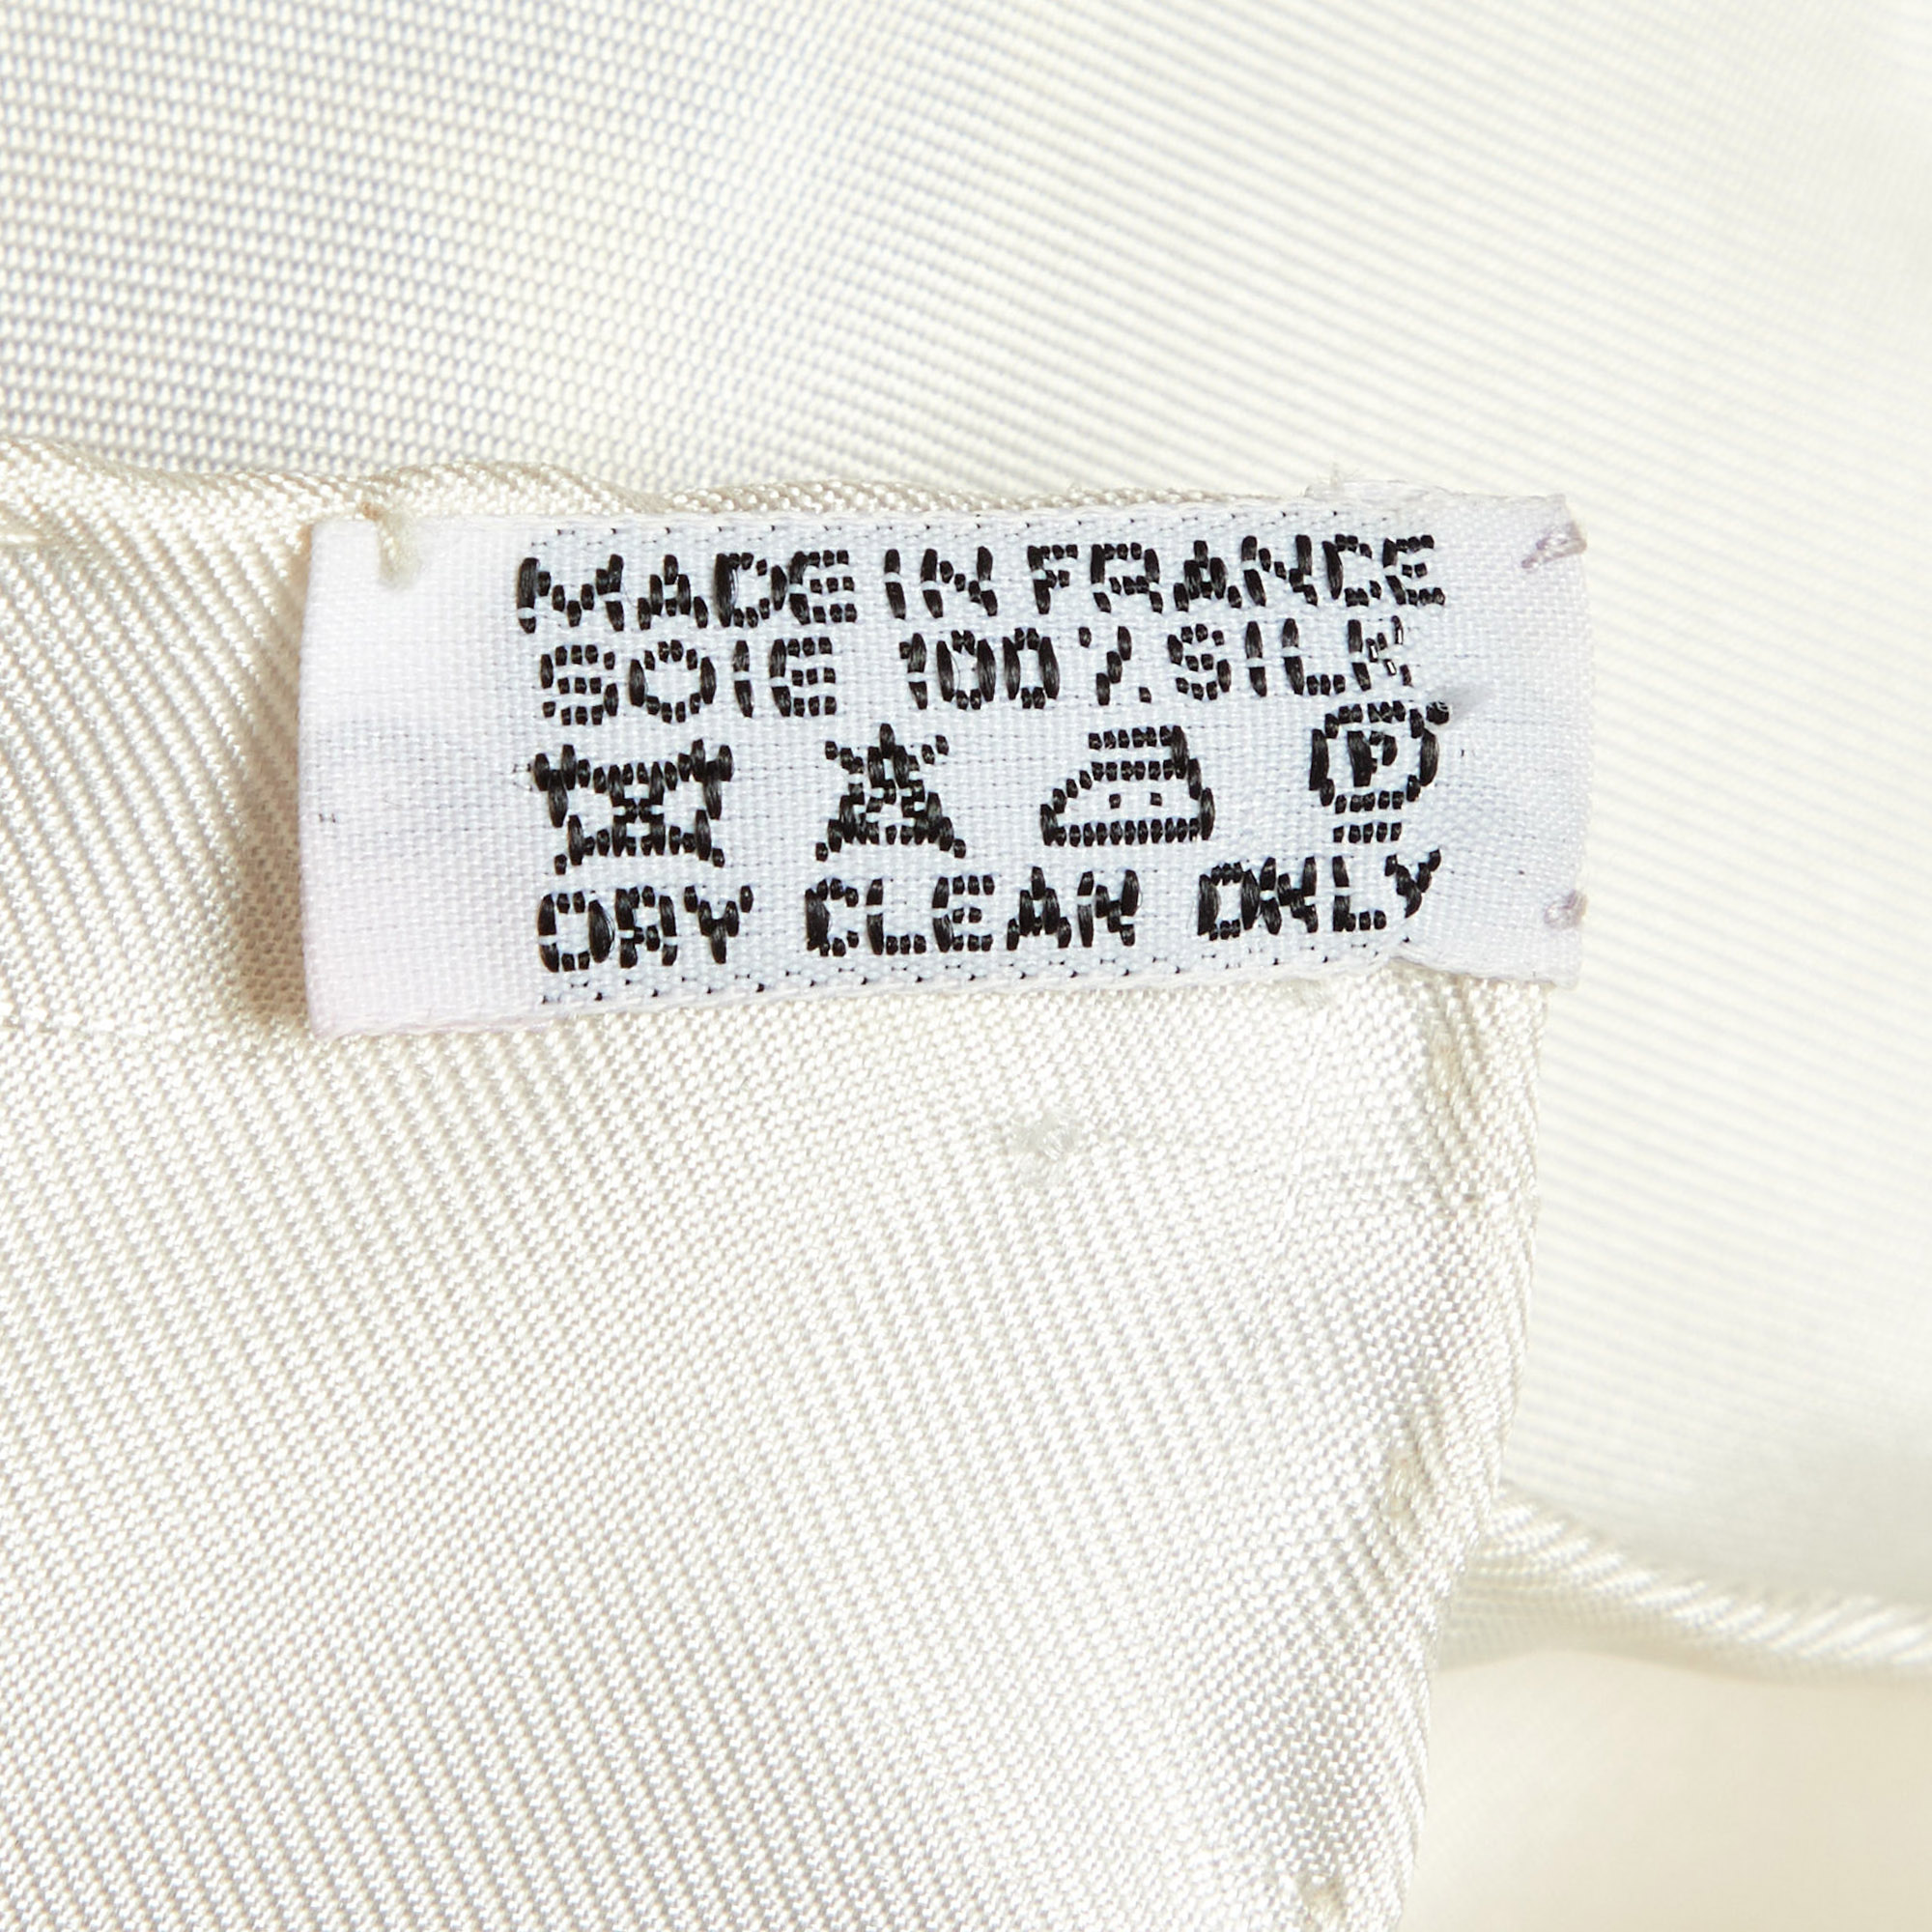 MADE IN FRANCE
SOIE 100% SILK
P
DRY CLEAN ONLY